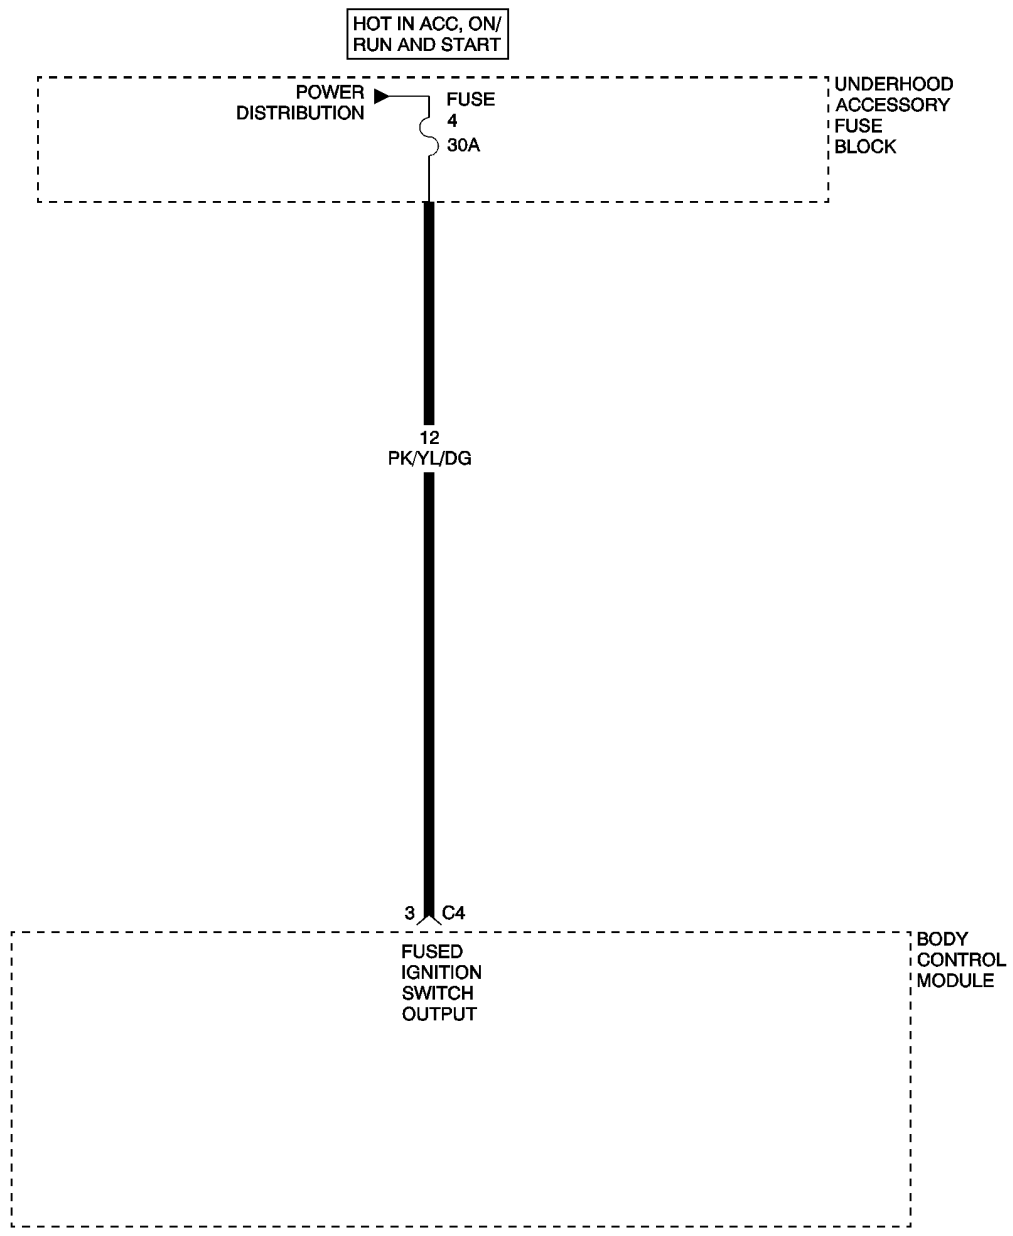 HOT IN ACC, ON/
RUN AND START
POWER
DISTRIBUTION
FUSE
4
30A
UNDERHOOD
ACCESSORY
FUSE
BLOCK
12
PK/YL/DG
3
C4
FUSED
IGNITION
SWITCH
OUTPUT
BODY
CONTROL
MODULE